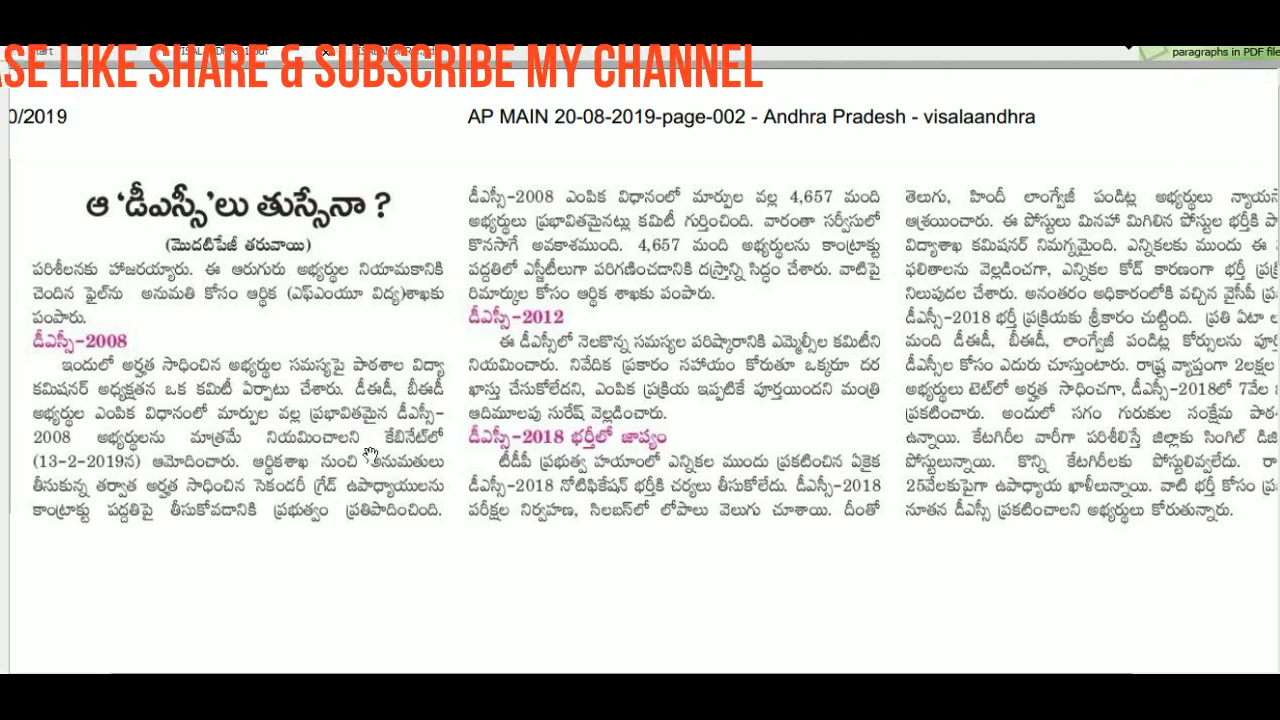 SE LIKE SHARE & SUBSCRIBE MY CHANNEL
paragraphs in PDF file
0/2019
AP MAIN 20-08-2019-page-002 - Andhra Pradesh - visalaandhra
ఆ ‘డీఎస్సీ’లు తుస్సేనా ?
(మొదటిపేజీ తరువాయి)
పరిశీలనకు హాజరయ్యారు. ఈ ఆరుగురు అభ్యర్థుల నియామకానికి
చెందిన ఫైల్‌ను అనుమతి కోసం ఆర్థిక (ఎఫ్ఎంయూ విద్య)శాఖకు
పంపారు.
డీఎస్సీ-2008
ఇందులో అర్హత సాధించిన అభ్యర్థుల సమస్యపై పాఠశాల విద్యా
కమిషనర్ అధ్యక్షతన ఒక కమిటీ ఏర్పాటు చేశారు. డీఈడీ, బీఈడీ
అభ్యర్థుల ఎంపిక విధానంలో మార్పుల వల్ల ప్రభావితమైన డీఎస్సీ-
2008 అభ్యర్థులను మాత్రమే నియమించాలని కేబినేట్‌లో
(13-2-2019న) ఆమోదించారు. ఆర్థికశాఖ నుంచి అనుమతులు
తీసుకున్న తర్వాత అర్హత సాధించిన సెకండరీ గ్రేడ్ ఉపాధ్యాయులను
కాంట్రాక్టు పద్ధతిపై తీసుకోవడానికి ప్రభుత్వం ప్రతిపాదించింది.
డీఎస్సీ-2008 ఎంపిక విధానంలో మార్పుల వల్ల 4,657 మంది
అభ్యర్థులు ప్రభావితమైనట్లు కమిటీ గుర్తించింది. వారంతా సర్వీసులో
కొనసాగే అవకాశముంది. 4,657 మంది అభ్యర్థులను కాంట్రాక్టు
పద్ధతిలో ఎస్జీటీలుగా పరిగణించడానికి దస్త్రాన్ని సిద్ధం చేశారు. వాటిపై
రిమార్కుల కోసం ఆర్థిక శాఖకు పంపారు.
డీఎస్సీ-2012
ఈ డీఎస్సీలో నెలకొన్న సమస్యల పరిష్కారానికి ఎమ్మెల్సీల కమిటీని
నియమించారు. నివేదిక ప్రకారం సహాయం కోరుతూ ఒక్కరూ దర
ఖాస్తు చేసుకోలేదని, ఎంపిక ప్రక్రియ ఇప్పటికే పూర్తయిందని మంత్రి
ఆదిమూలపు సురేష్ వెల్లడించారు.
డీఎస్సీ-2018 భర్తీలో జాప్యం
టీడీపీ ప్రభుత్వ హయాంలో ఎన్నికల ముందు ప్రకటించిన ఏకైక
డీఎస్సీ-2018 నోటిఫికేషన్ భర్తీకి చర్యలు తీసుకోలేదు. డీఎస్సీ-2018
పరీక్షల నిర్వహణ, సిలబస్‌లో లోపాలు వెలుగు చూశాయి. దీంతో
తెలుగు, హిందీ లాంగ్వేజీ పండిట్ల అభ్యర్థులు
ఆశ్రయించారు. ఈ పోస్టులు మినహా మిగిలిన పోస్టుల భర్తీకి
విద్యాశాఖ కమిషనర్ నిమగ్నమైంది. ఎన్నికలకు ముందు ఈ
ఫలితాలను వెల్లడించగా, ఎన్నికల కోడ్ కారణంగా భర్తీ
నిలుపుదల చేశారు. అనంతరం అధికారంలోకి వచ్చిన వైసీపీ
డీఎస్సీ-2018 భర్తీ ప్రక్రియకు శ్రీకారం చుట్టింది. ప్రతి ఏటా
మంది డీఈడీ, బీఈడీ, లాంగ్వేజీ పండిట్ల కోర్సులను
డీఎస్సీల కోసం ఎదురు చూస్తుంటారు. రాష్ట్ర వ్యాప్తంగా 2లక్షల
అభ్యర్థులు టెట్‌లో అర్హత సాధించగా, డీఎస్సీ-2018లో 7వేల
ప్రకటించారు. అందులో సగం గురుకుల సంక్షేమ
ఉన్నాయి. కేటగిరీల వారీగా పరిశీలిస్తే జిల్లాకు సింగిల్
పోస్టులున్నాయి. కొన్ని కేటగిరీలకు పోస్టులివ్వలేదు.
25వేలకుపైగా ఉపాధ్యాయ ఖాళీలున్నాయి. వాటి భర్తీ కోసం
నూతన డీఎస్సీ ప్రకటించాలని అభ్యర్థులు కోరుతున్నారు.